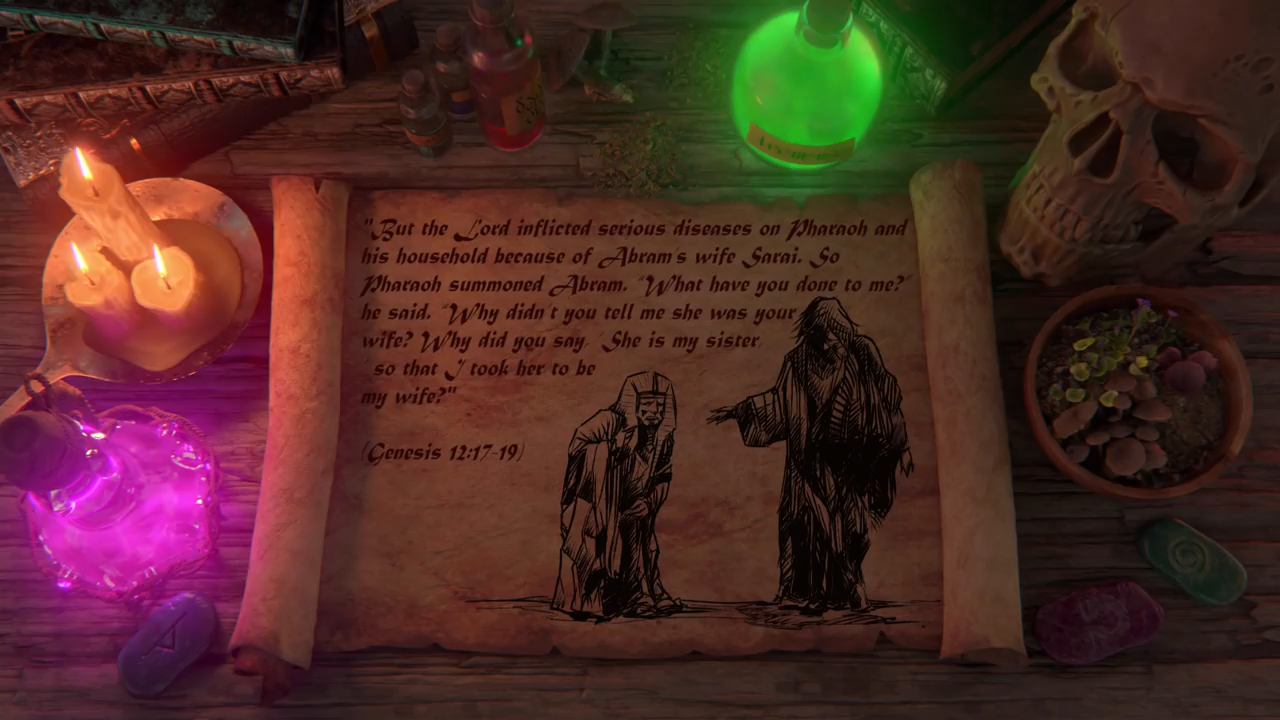 "But the Lord inflicted serious diseases on Pharaoh and
his household because of Abram's wife Sarai. So
Pharaoh summoned Abram. "What have you done to me?"
he said. "Why didn't you tell me she was your
wife? Why did you say, 'She is my sister
' so that I took her to be
my wife?"
(Genesis 12:17-19)